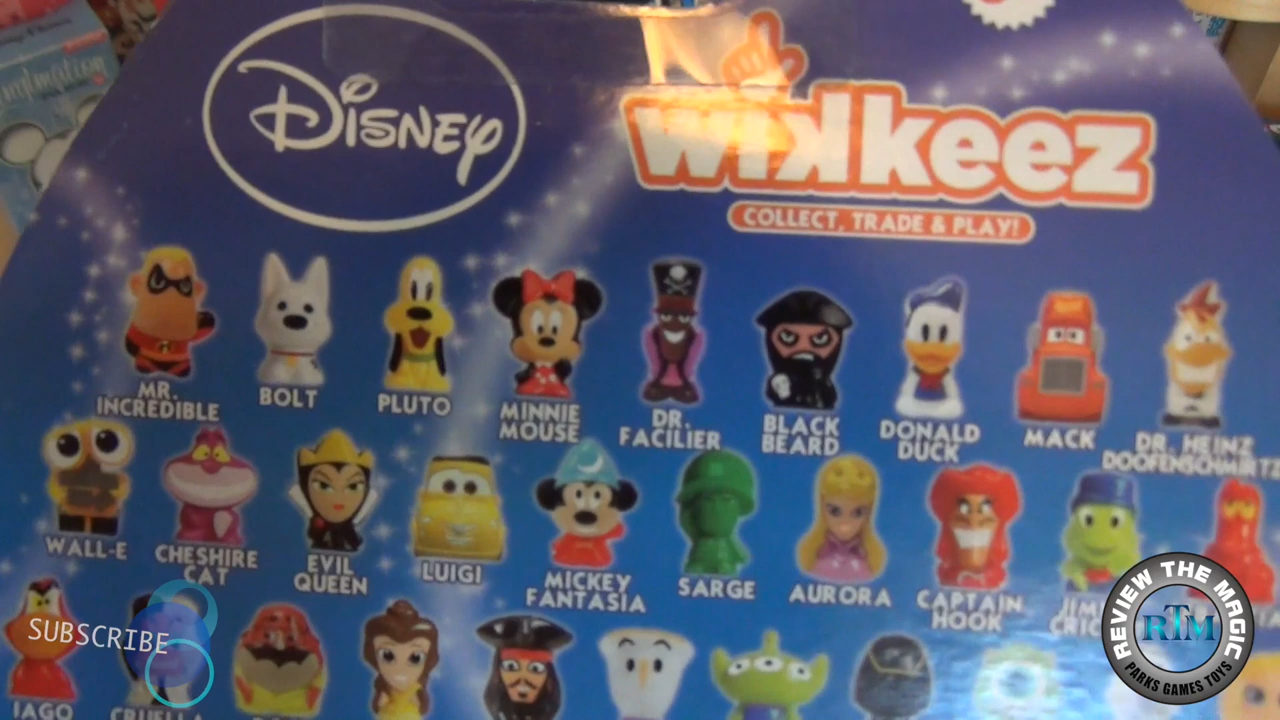 Disney
wikkeez
COLLECT, TRADE & PLAY!
MR. INCREDIBLE
BOLT
PLUTO
MINNIE MOUSE
DR. FACILIER
BLACK BEARD
DONALD DUCK
MACK
DR. HEINZ DOOFENSCHMIRTZ
WALL-E
CHESHIRE CAT
EVIL QUEEN
LUIGI
MICKEY FANTASIA
SARGE
AURORA
CAPTAIN HOOK
IAGO
CRUELLA
SUBSCRIBE
REVIEW THE MAGIC
RTM
PARKS GAMES TOYS